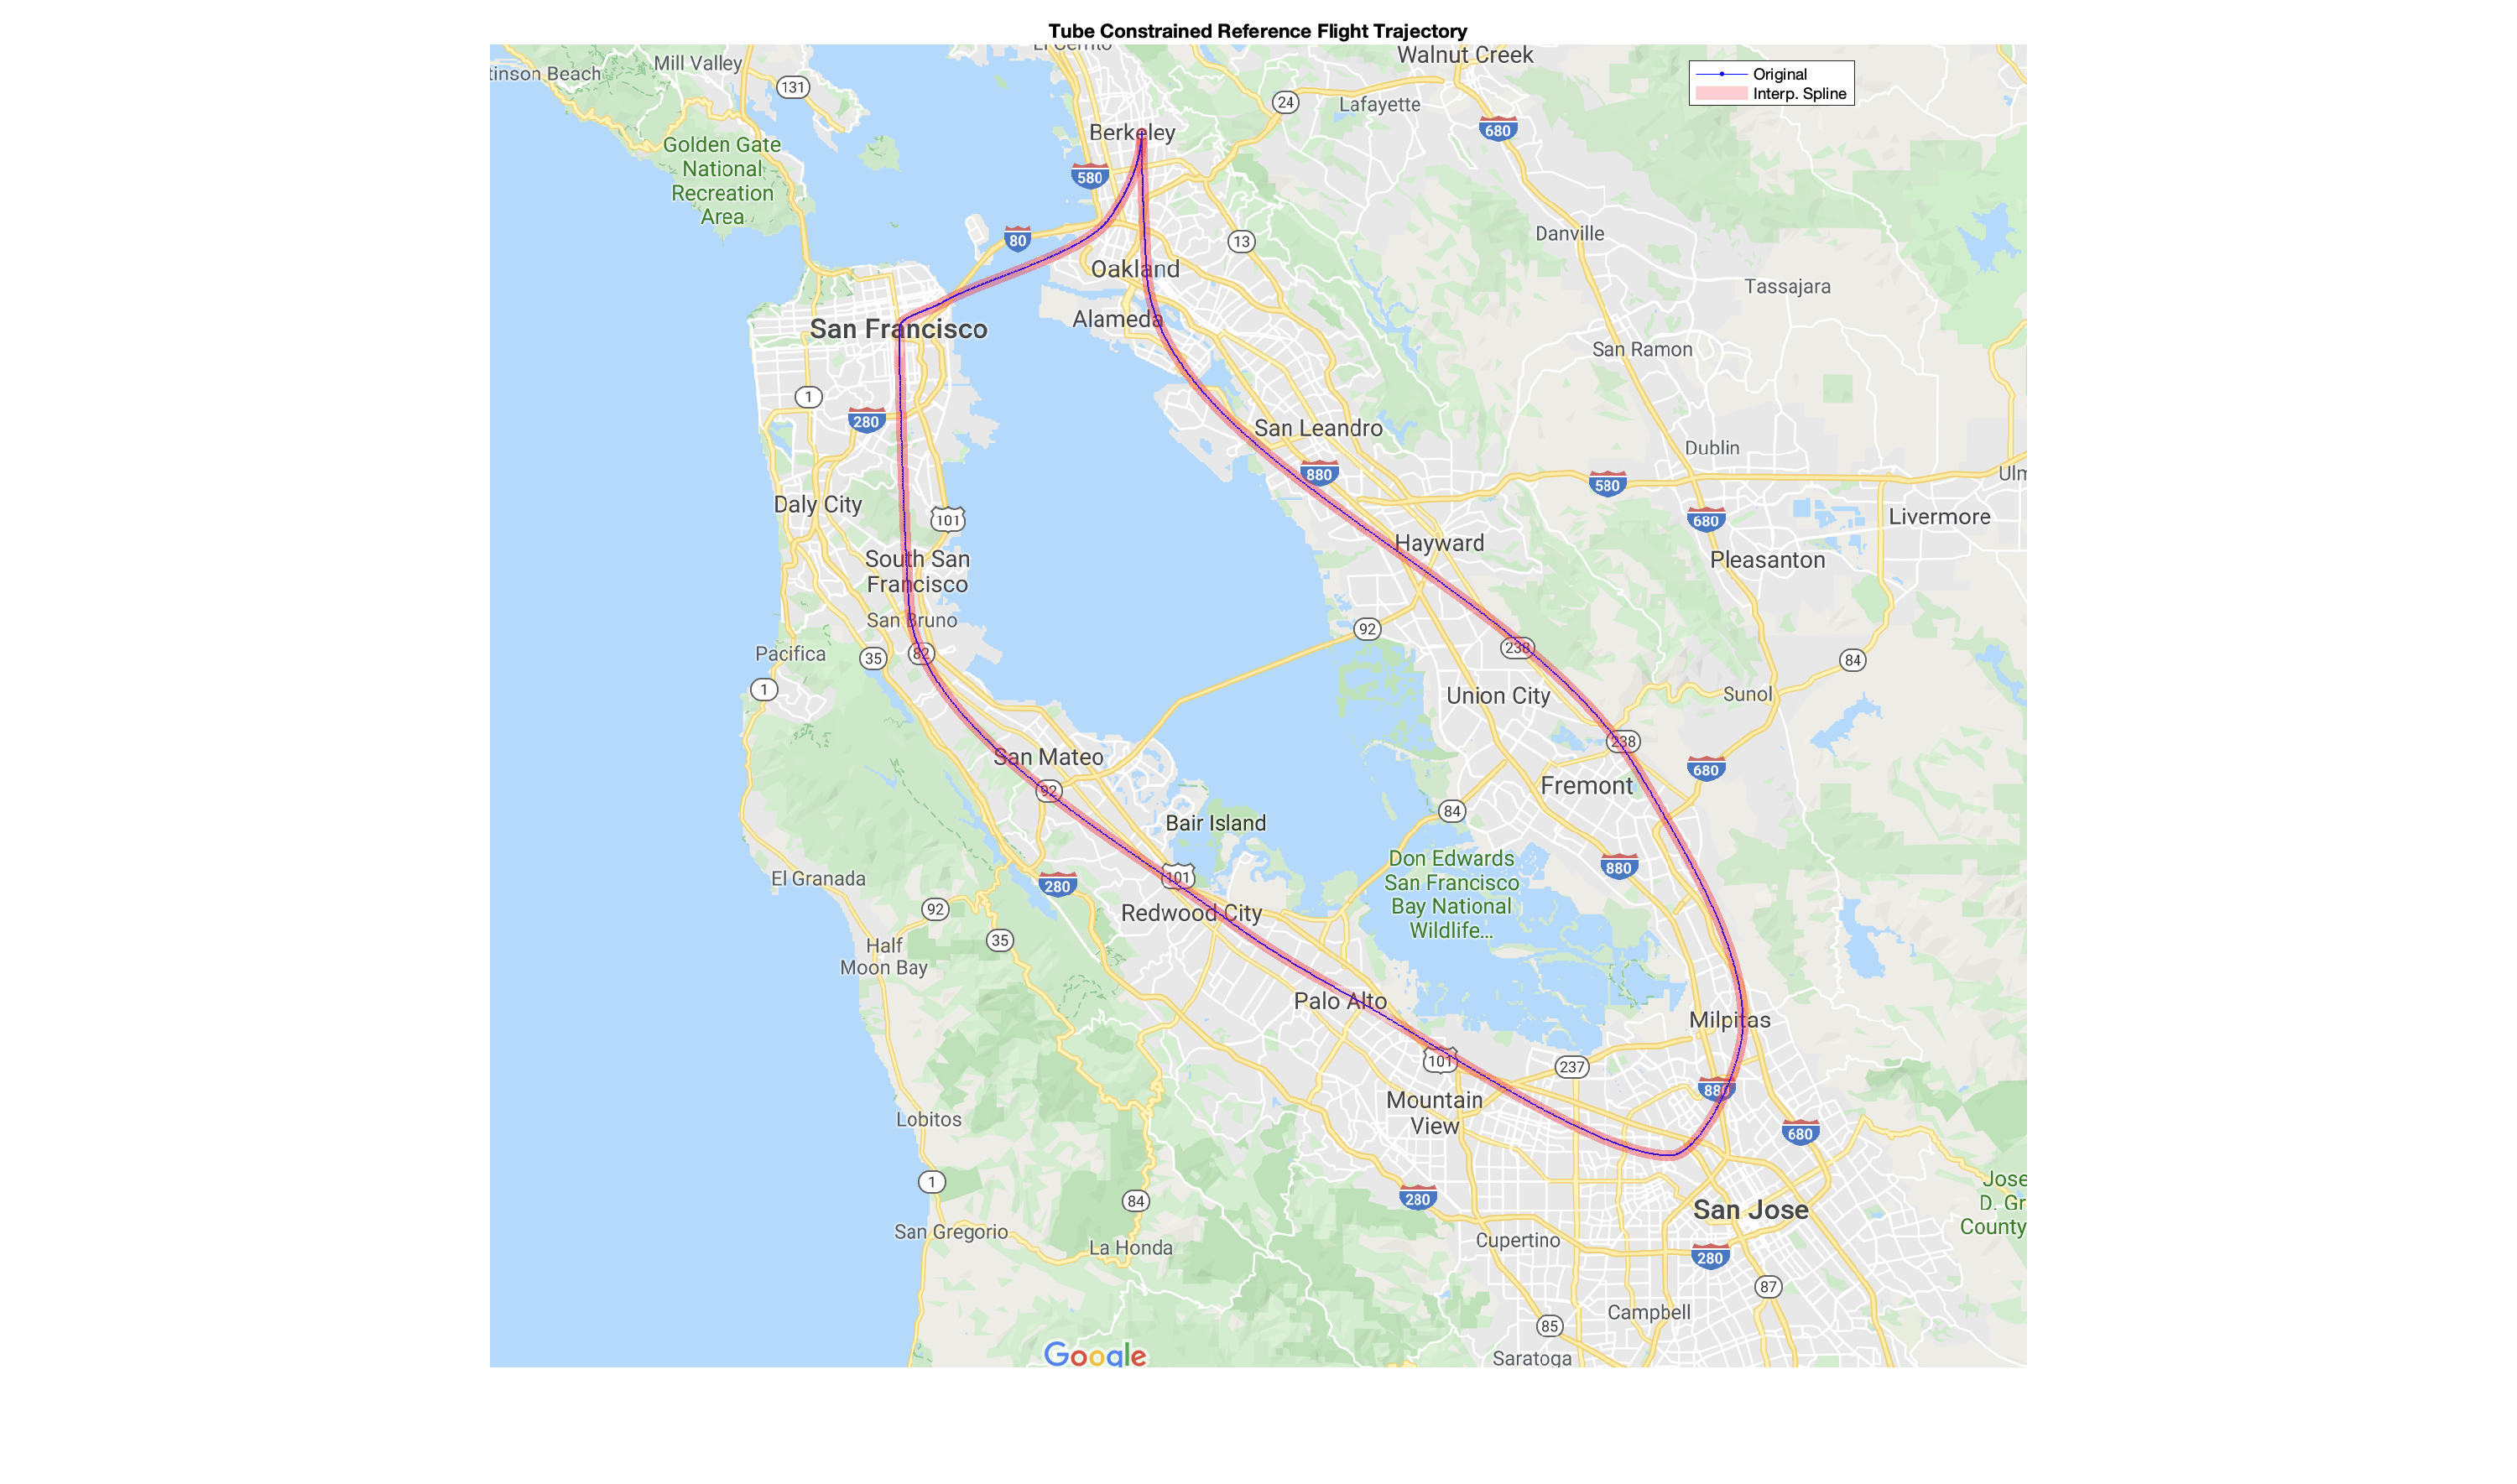 Tube Constrained Reference Flight Trajectory
El Cerrito
Walnut Creek
tinson Beach
Mill Valley
131
Original
Interp. Spline
24
Lafayette
680
Berkeley
Golden Gate
National
Recreation
Area
580
80
13
Danville
Oakland
Tassajara
San Francisco
Alameda
San Ramon
1
280
San Leandro
Dublin
880
580
Ulm
Daly City
101
680
Livermore
Hayward
Pleasanton
South San
Francisco
San Bruno
92
Pacifica
35
82
238
84
1
Union City
Sunol
238
San Mateo
680
92
Fremont
Bair Island
84
El Granada
280
101
Don Edwards
San Francisco
Bay National
Wildlife...
880
92
Redwood City
35
Half
Moon Bay
Palo Alto
Milpitas
101
237
880
Mountain
View
Lobitos
680
1
84
280
Jose
D. Gr
County
San Jose
San Gregorio
La Honda
Cupertino
280
87
Campbell
85
Google
Saratoga